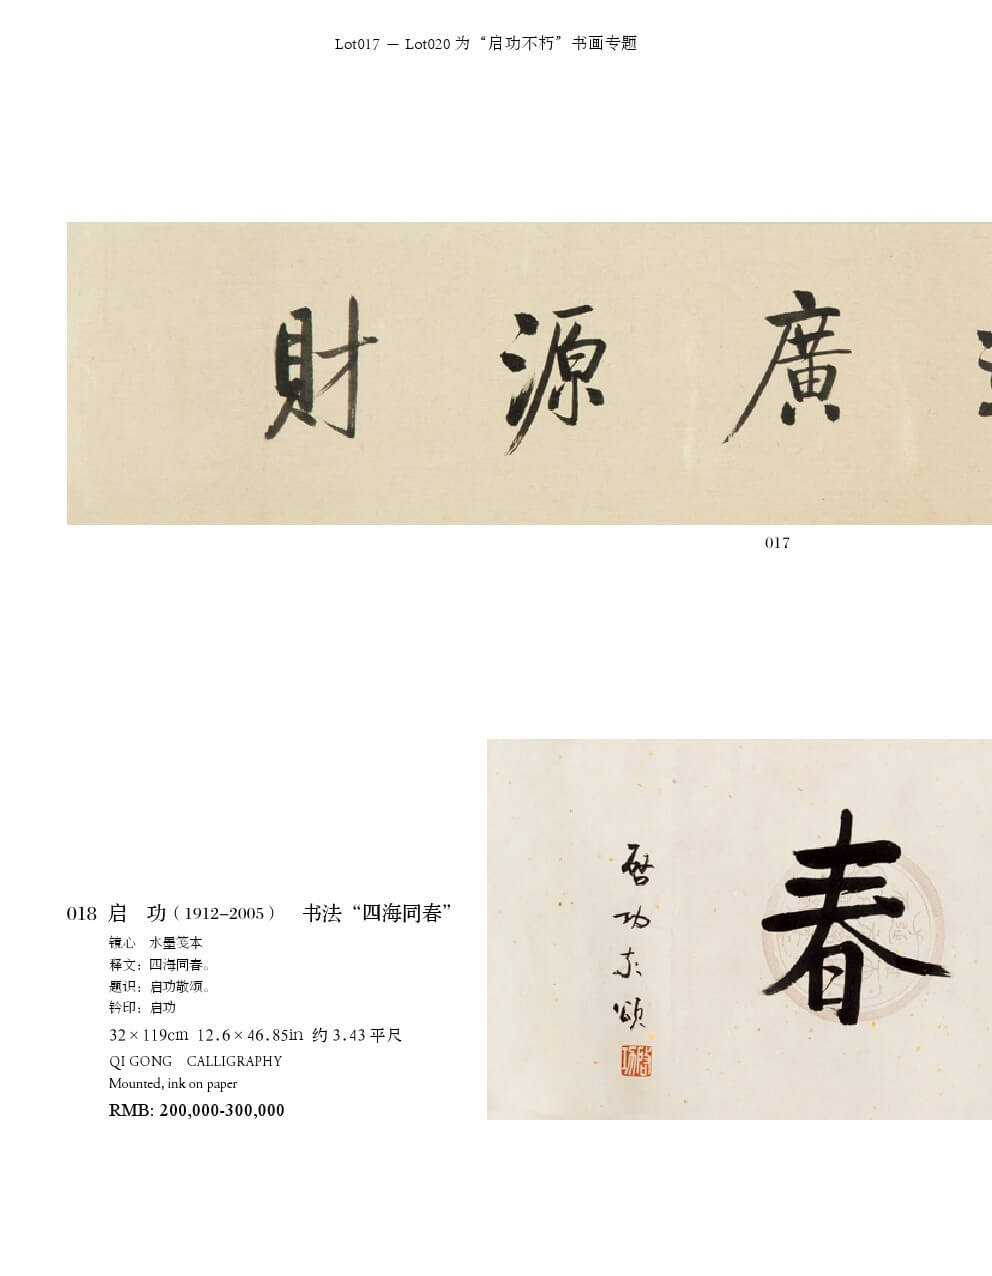 Lot017 — Lot020 为“启功不朽”书画专题
財 源 廣
017
春
启功敬頌
018 启 功（1912–2005） 书法“四海同春”
镜心 水墨笺本
释文：四海同春。
题识：启功敬颂。
钤印：启功
32×119cm 12.6×46.85in 约 3.43 平尺
QI GONG CALLIGRAPHY
Mounted, ink on paper
RMB: 200,000-300,000